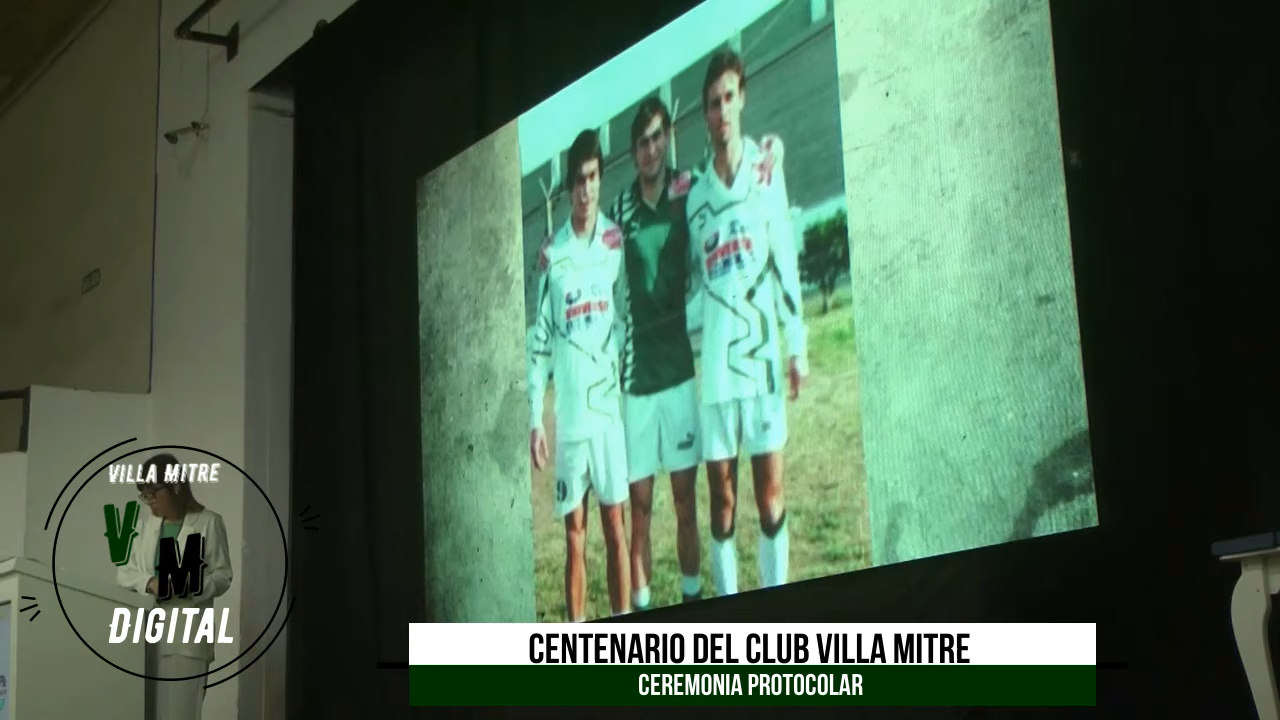 VILLA MITRE
VM
DIGITAL
CENTENARIO DEL CLUB VILLA MITRE
CEREMONIA PROTOCOLAR